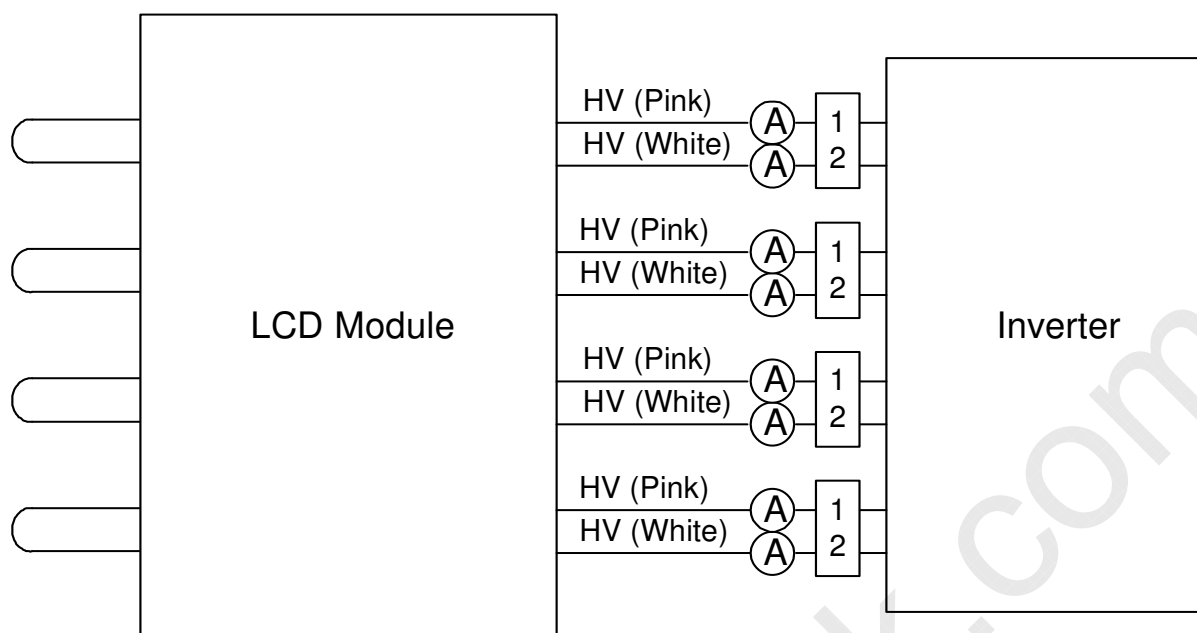 HV (Pink)
A
1
HV (White)
A
2
HV (Pink)
A
1
HV (White)
A
2
LCD Module
Inverter
HV (Pink)
A
1
HV (White)
A
2
HV (Pink)
A
1
HV (White)
A
2
k.com